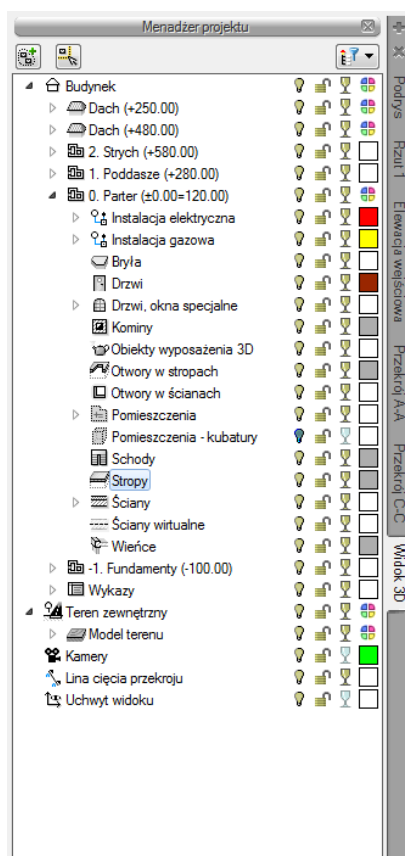 Menadżer projektu
Budynek
Dach (+250.00)
Dach (+480.00)
2. Strych (+580.00)
1. Poddasze (+280.00)
0. Parter (±0.00=120.00)
Instalacja elektryczna
Instalacja gazowa
Bryła
Drzwi
Drzwi, okna specjalne
Kominy
Obiekty wyposażenia 3D
Otwory w stropach
Otwory w ścianach
Pomieszczenia
Pomieszczenia - kubatury
Schody
Stropy
Ściany
Ściany wirtualne
Wieńce
-1. Fundamenty (-100.00)
Wykazy
Teren zewnętrzny
Model terenu
Kamery
Lina cięcia przekroju
Uchwyt widoku
Podrys
Rzut 1
Elewacja wejściowa
Przekrój A-A
Przekrój C-C
Widok 3D